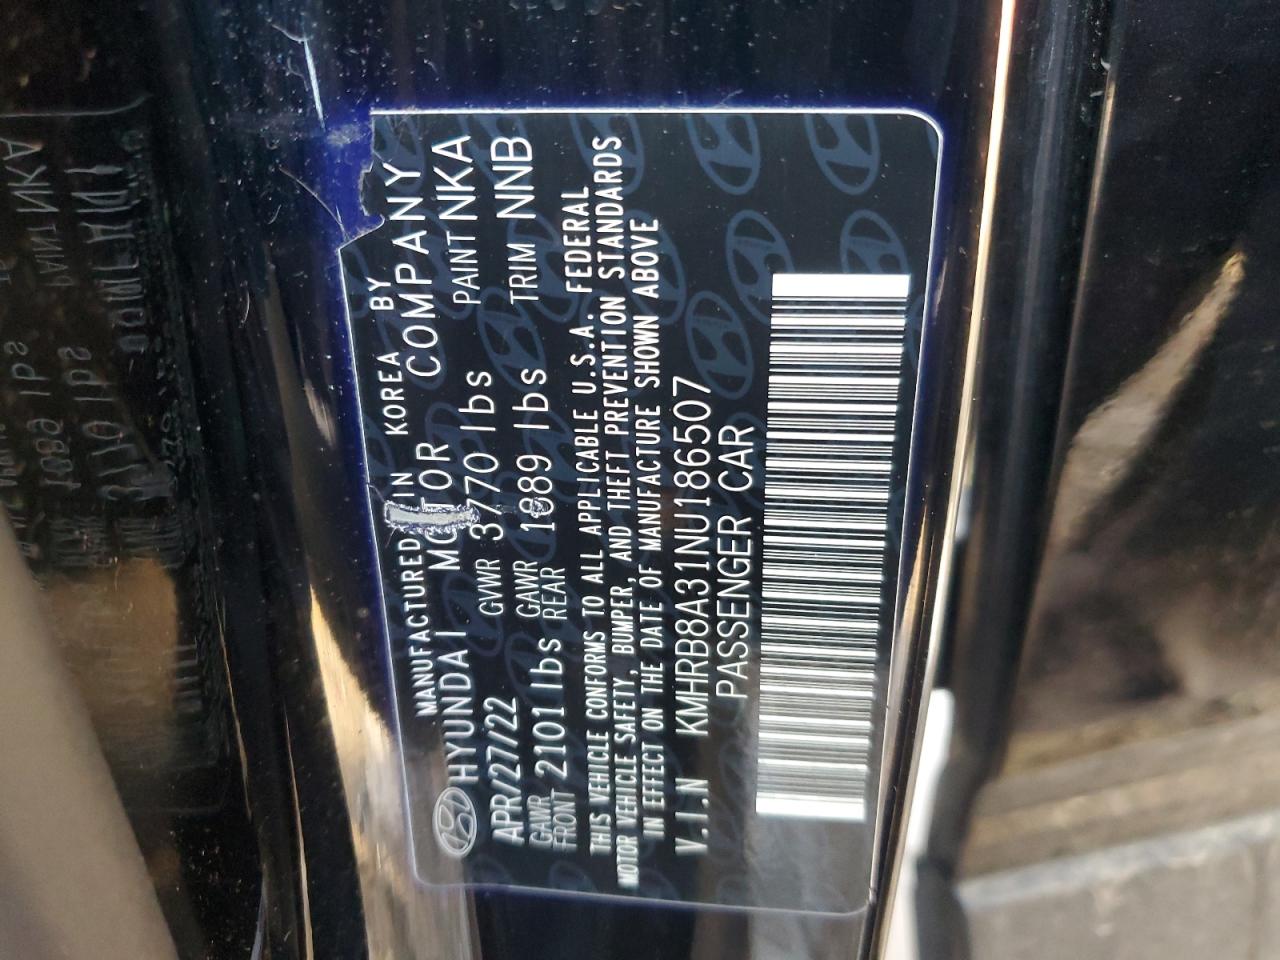 MANUFACTURED IN KOREA BY
HYUNDAI MOTOR COMPANY
APR/27/22 GVWR 3770 lbs PAINT NKA
GAWR FRONT 2101 lbs GAWR REAR 1889 lbs TRIM NNB
THIS VEHICLE CONFORMS TO ALL APPLICABLE U.S.A. FEDERAL
MOTOR VEHICLE SAFETY, BUMPER, AND THEFT PREVENTION STANDARDS
IN EFFECT ON THE DATE OF MANUFACTURE SHOWN ABOVE
V.I.N KMHRB8A31NU186507
PASSENGER CAR